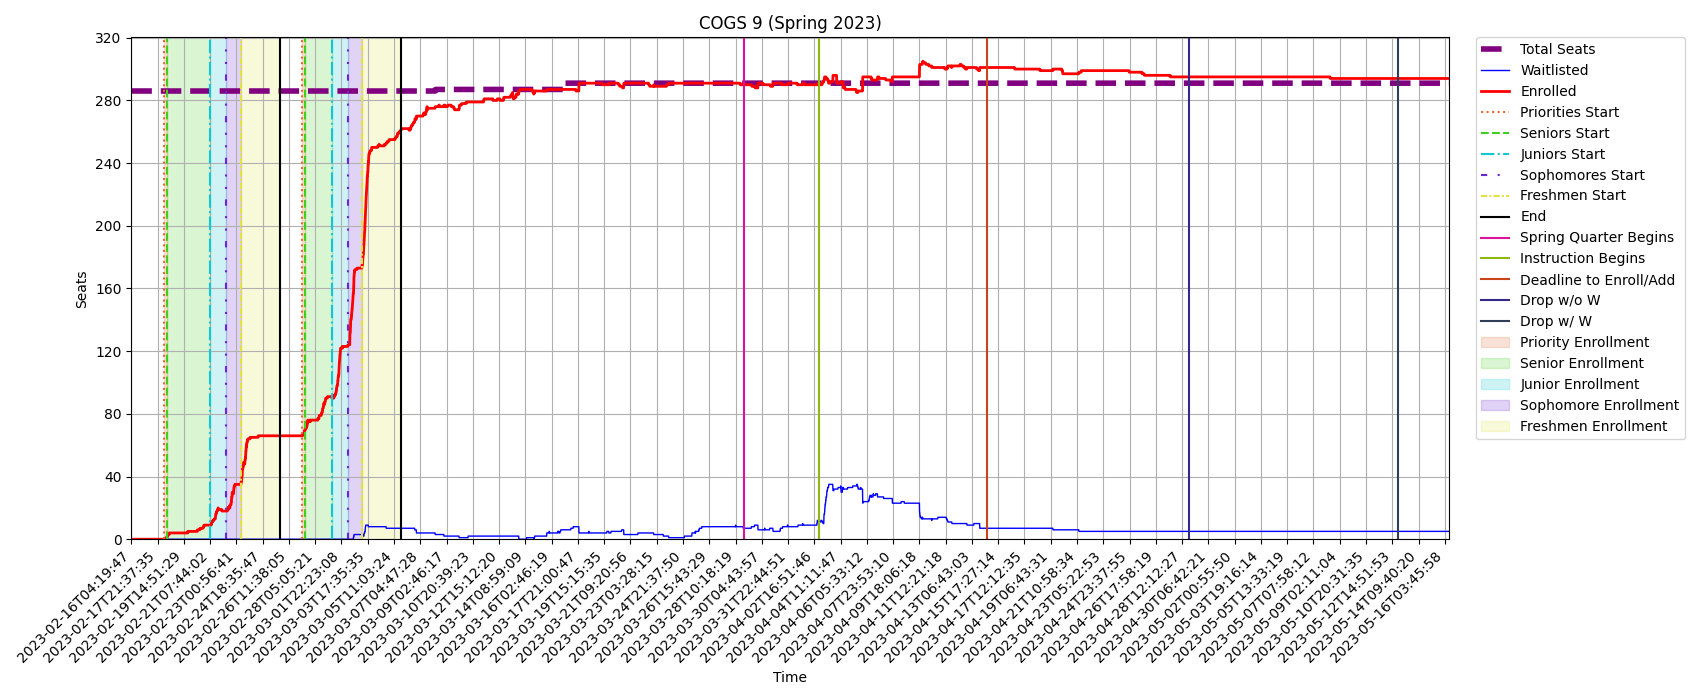 COGS 9 (Spring 2023)
320
280
240
200
160
120
80
40
0
Seats
2023-02-16T04:19:47
2023-02-17T21:37:35
2023-02-19T14:51:29
2023-02-21T07:44:02
2023-02-23T00:56:41
2023-02-24T18:35:47
2023-02-26T11:38:05
2023-02-28T05:05:21
2023-03-01T22:23:08
2023-03-03T17:35:35
2023-03-05T11:03:24
2023-03-07T04:47:28
2023-03-09T02:46:17
2023-03-10T20:39:23
2023-03-12T15:12:20
2023-03-14T08:59:09
2023-03-16T02:46:19
2023-03-17T21:00:47
2023-03-19T15:15:35
2023-03-21T09:20:56
2023-03-23T03:28:15
2023-03-24T21:37:50
2023-03-26T15:43:29
2023-03-28T10:18:19
2023-03-30T04:43:57
2023-03-31T22:44:51
2023-04-02T16:51:46
2023-04-04T11:11:47
2023-04-06T05:33:12
2023-04-07T23:53:10
2023-04-09T18:06:18
2023-04-11T12:21:18
2023-04-13T06:43:03
2023-04-15T17:27:14
2023-04-17T12:12:35
2023-04-19T06:43:31
2023-04-21T10:58:34
2023-04-23T05:22:53
2023-04-24T23:37:55
2023-04-26T17:58:19
2023-04-28T12:12:27
2023-04-30T06:42:21
2023-05-02T00:55:50
2023-05-03T19:16:14
2023-05-05T13:33:19
2023-05-07T07:58:12
2023-05-09T02:11:04
2023-05-10T20:31:35
2023-05-12T14:51:53
2023-05-14T09:40:20
2023-05-16T03:45:58
Time
Total Seats
Waitlisted
Enrolled
Priorities Start
Seniors Start
Juniors Start
Sophomores Start
Freshmen Start
End
Spring Quarter Begins
Instruction Begins
Deadline to Enroll/Add
Drop w/o W
Drop w/ W
Priority Enrollment
Senior Enrollment
Junior Enrollment
Sophomore Enrollment
Freshmen Enrollment